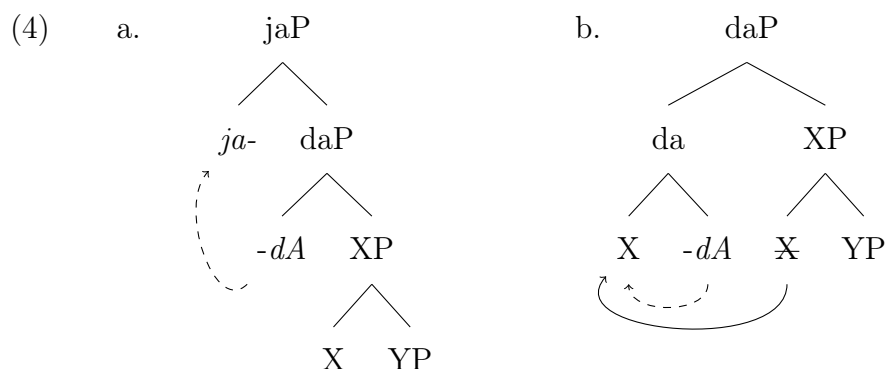 (4) a. jaP b. daP
ja- daP da XP
-dA XP X -dA X YP
X YP